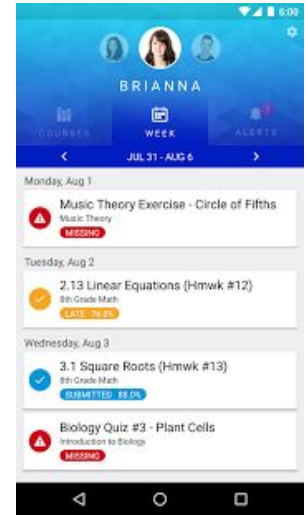 6:00
BRIANNA
COURSES
WEEK
ALERTS
JUL 31 - AUG 6
Monday, Aug 1
Music Theory Exercise - Circle of Fifths
Music Theory
MISSING
Tuesday, Aug 2
2.13 Linear Equations (Hmwk #12)
8th Grade Math
LATE 76.0%
Wednesday, Aug 3
3.1 Square Roots (Hmwk #13)
8th Grade Math
SUBMITTED 88.0%
Biology Quiz #3 - Plant Cells
Introduction to Biology
MISSING